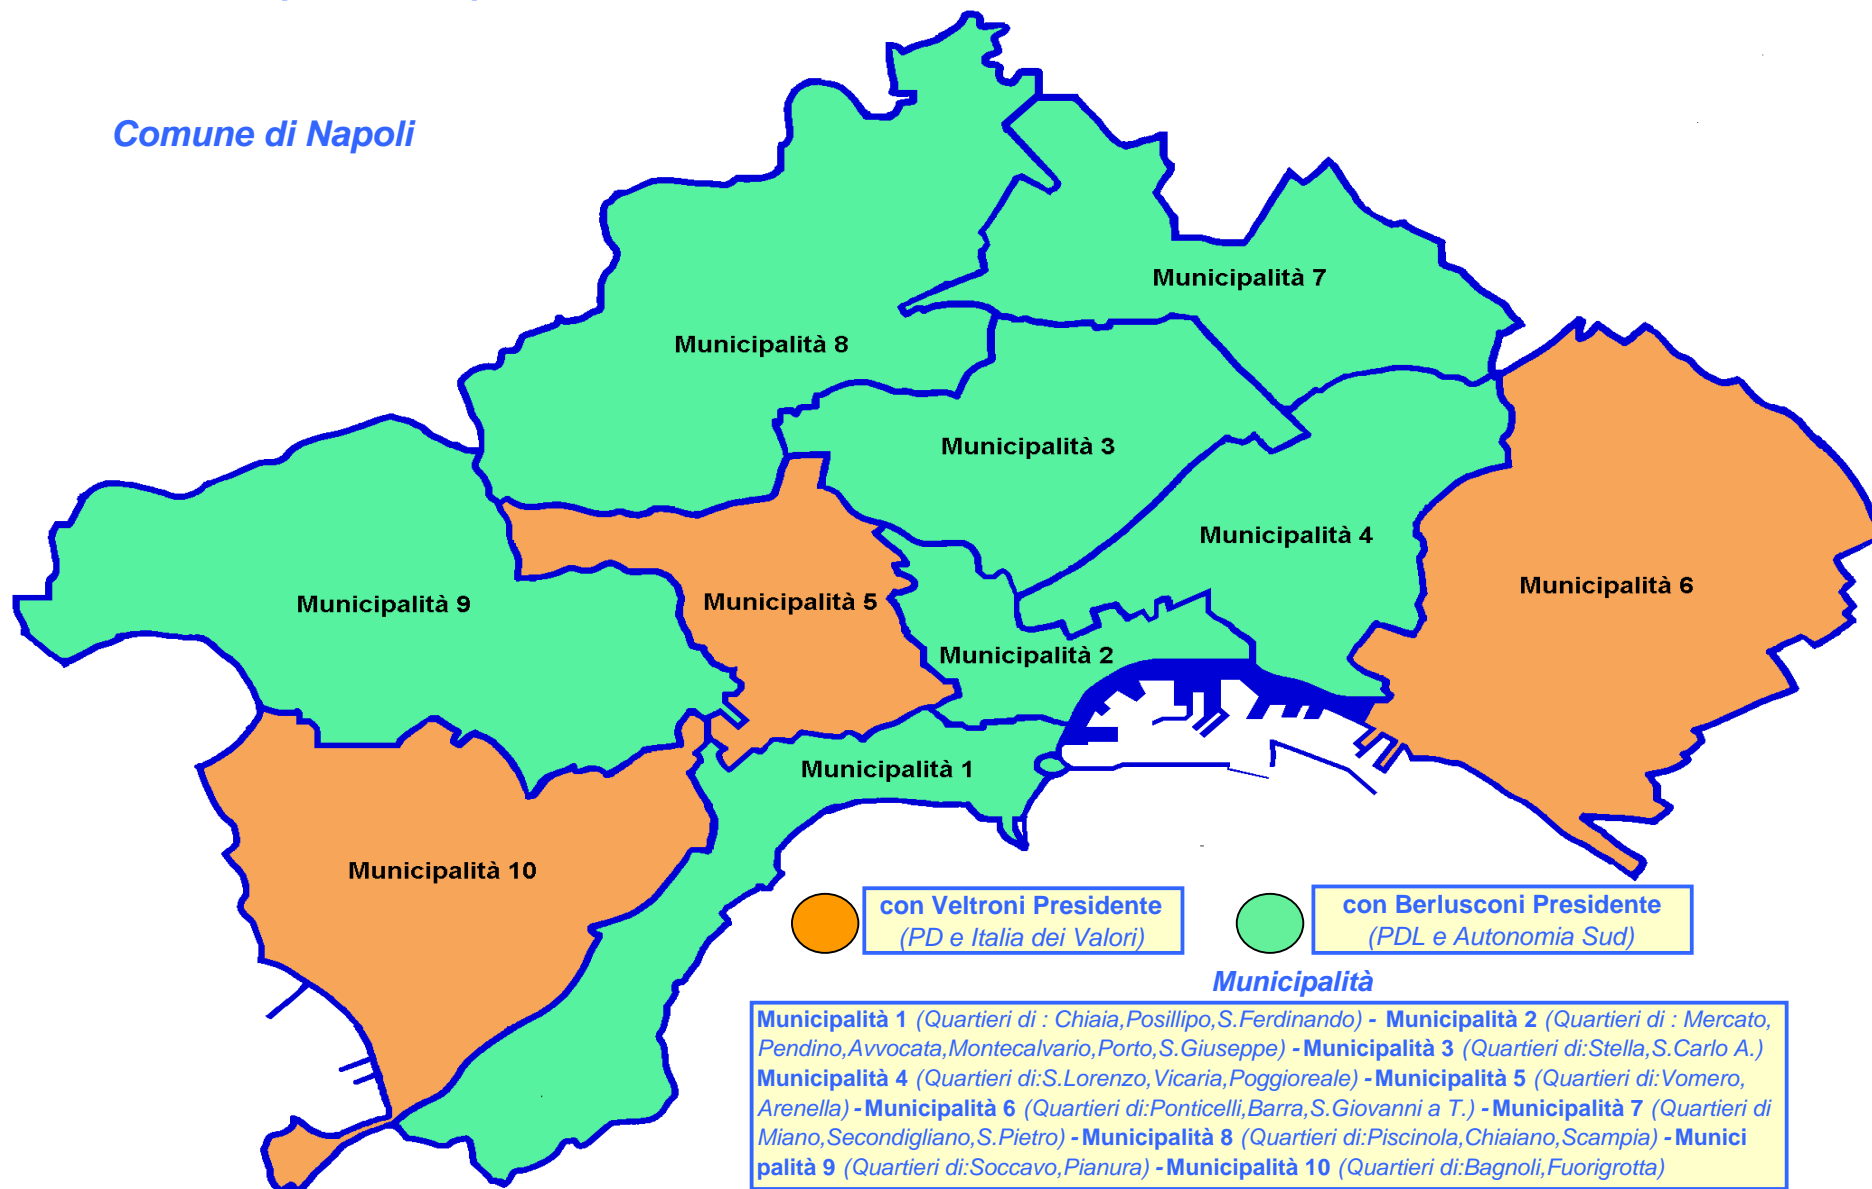 Comune di Napoli
Municipalità 7
Municipalità 8
Municipalità 3
Municipalità 4
Municipalità 6
Municipalità 9
Municipalità 5
Municipalità 2
Municipalità 1
Municipalità 10
con Veltroni Presidente
(PD e Italia dei Valori)
con Berlusconi Presidente
(PDL e Autonomia Sud)
Municipalità
Municipalità 1 (Quartieri di : Chiaia,Posillipo,S.Ferdinando) - Municipalità 2 (Quartieri di : Mercato,
Pendino,Avvocata,Montecalvario,Porto,S.Giuseppe) - Municipalità 3 (Quartieri di:Stella,S.Carlo A.)
Municipalità 4 (Quartieri di:S.Lorenzo,Vicaria,Poggioreale) - Municipalità 5 (Quartieri di:Vomero,
Arenella) - Municipalità 6 (Quartieri di:Ponticelli,Barra,S.Giovanni a T.) - Municipalità 7 (Quartieri di
Miano,Secondigliano,S.Pietro) - Municipalità 8 (Quartieri di:Piscinola,Chiaiano,Scampia) - Munici
palità 9 (Quartieri di:Soccavo,Pianura) - Municipalità 10 (Quartieri di:Bagnoli,Fuorigrotta)